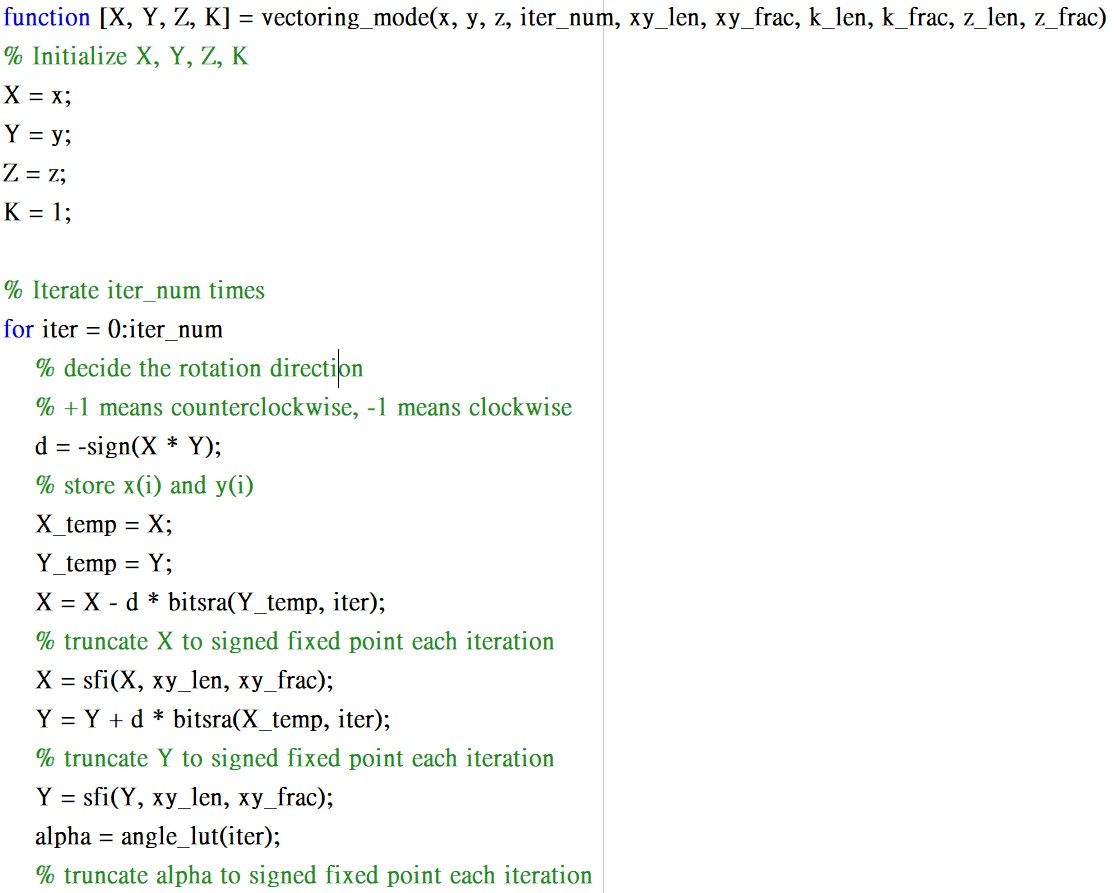 function [X, Y, Z, K] = vectoring_mode(x, y, z, iter_num, xy_len, xy_frac, k_len, k_frac, z_len, z_frac)
% Initialize X, Y, Z, K
X = x;
Y = y;
Z = z;
K = 1;
% Iterate iter_num times
for iter = 0:iter_num
% decide the rotation direction
% +1 means counterclockwise, -1 means clockwise
d = -sign(X * Y);
% store x(i) and y(i)
X_temp = X;
Y_temp = Y;
X = X - d * bitsra(Y_temp, iter);
% truncate X to signed fixed point each iteration
X = sfi(X, xy_len, xy_frac);
Y = Y + d * bitsra(X_temp, iter);
% truncate Y to signed fixed point each iteration
Y = sfi(Y, xy_len, xy_frac);
alpha = angle_lut(iter);
% truncate alpha to signed fixed point each iteration